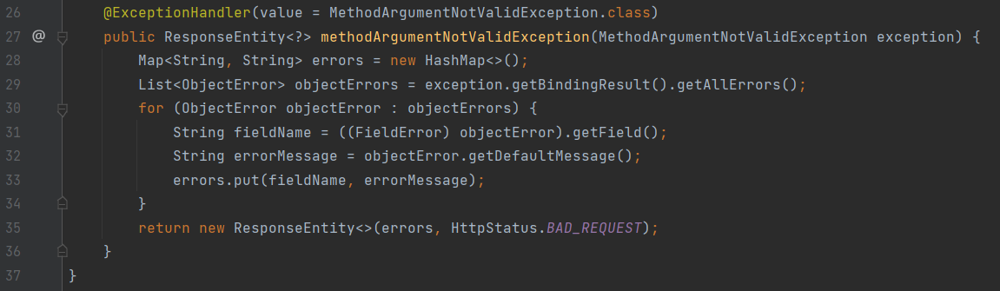 26 @ExceptionHandler(value = MethodArgumentNotValidException.class)
27 @ public ResponseEntity<?> methodArgumentNotValidException(MethodArgumentNotValidException exception) {
28 Map<String, String> errors = new HashMap<>();
29 List<ObjectError> objectErrors = exception.getBindingResult().getAllErrors();
30 for (ObjectError objectError : objectErrors) {
31 String fieldName = ((FieldError) objectError).getField();
32 String errorMessage = objectError.getDefaultMessage();
33 errors.put(fieldName, errorMessage);
34 }
35 return new ResponseEntity<>(errors, HttpStatus.BAD_REQUEST);
36 }
37 }